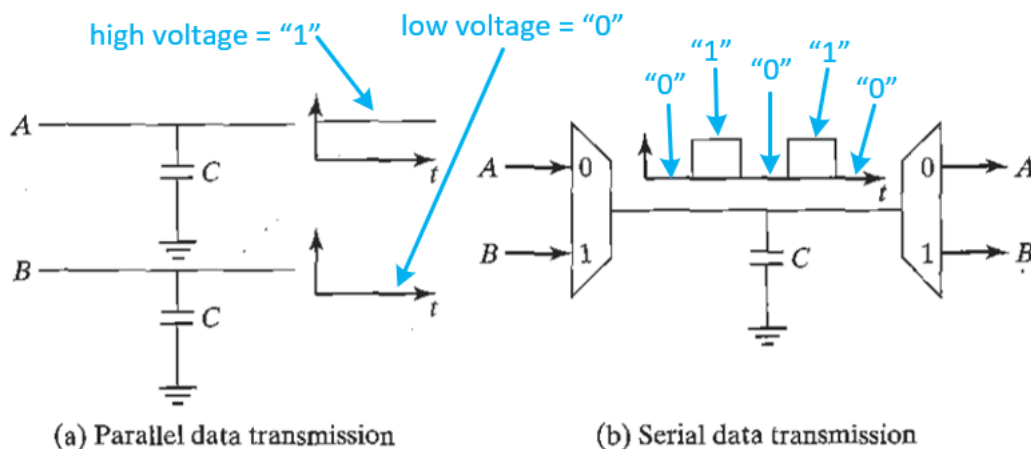 high voltage = “1”
low voltage = “0”
“0”
“1”
“0”
“1”
“0”
A
C
t
B
C
t
A
0
B
1
t
C
0
A
1
B
(a) Parallel data transmission
(b) Serial data transmission